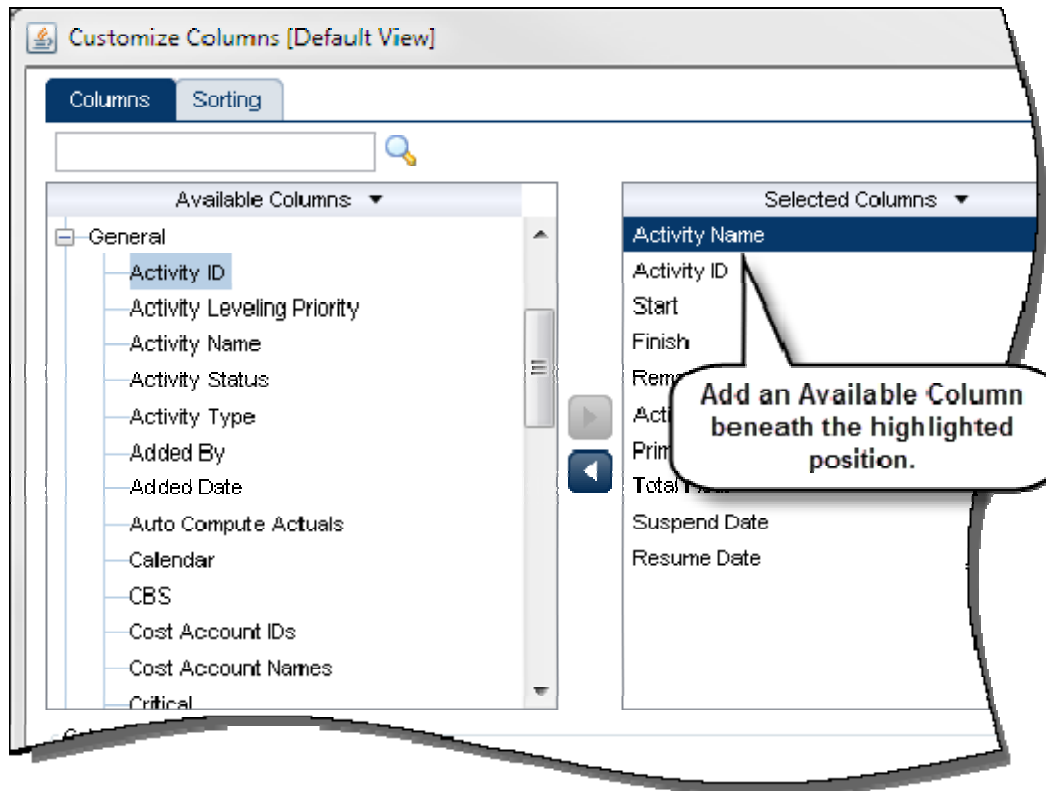 Customize Columns [Default View]
Columns Sorting
Available Columns
General
Activity ID
Activity Leveling Priority
Activity Name
Activity Status
Activity Type
Added By
Added Date
Auto Compute Actuals
Calendar
CBS
Cost Account IDs
Cost Account Names
Critical
Selected Columns
Activity Name
Activity ID
Start
Finish
Total
Suspend Date
Resume Date
Add an Available Column
beneath the highlighted
position.